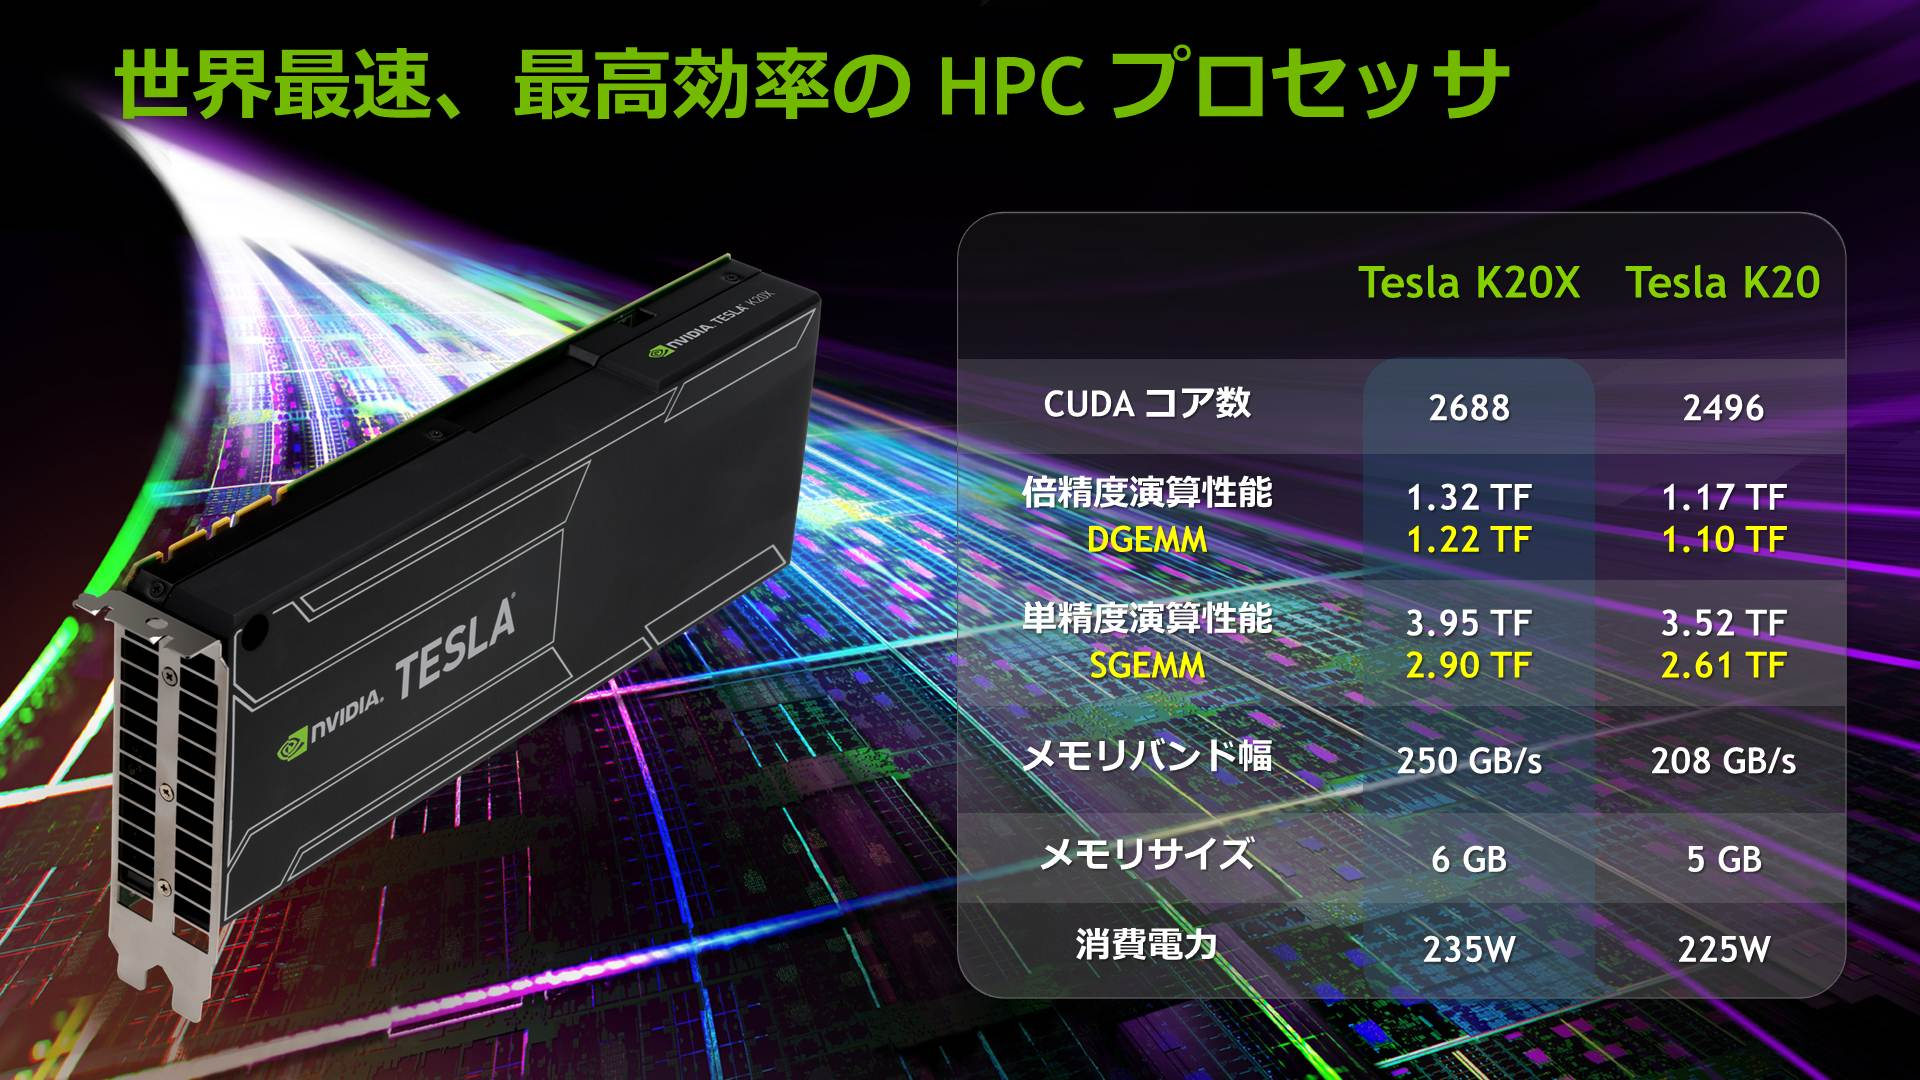 世界最速、最高効率の HPC プロセッサ
NVIDIA. TESLA K20X
NVIDIA. TESLA
Tesla K20X Tesla K20
CUDA コア数 2688 2496
倍精度演算性能 1.32 TF 1.17 TF
DGEMM 1.22 TF 1.10 TF
単精度演算性能 3.95 TF 3.52 TF
SGEMM 2.90 TF 2.61 TF
メモリバンド幅 250 GB/s 208 GB/s
メモリサイズ 6 GB 5 GB
消費電力 235W 225W